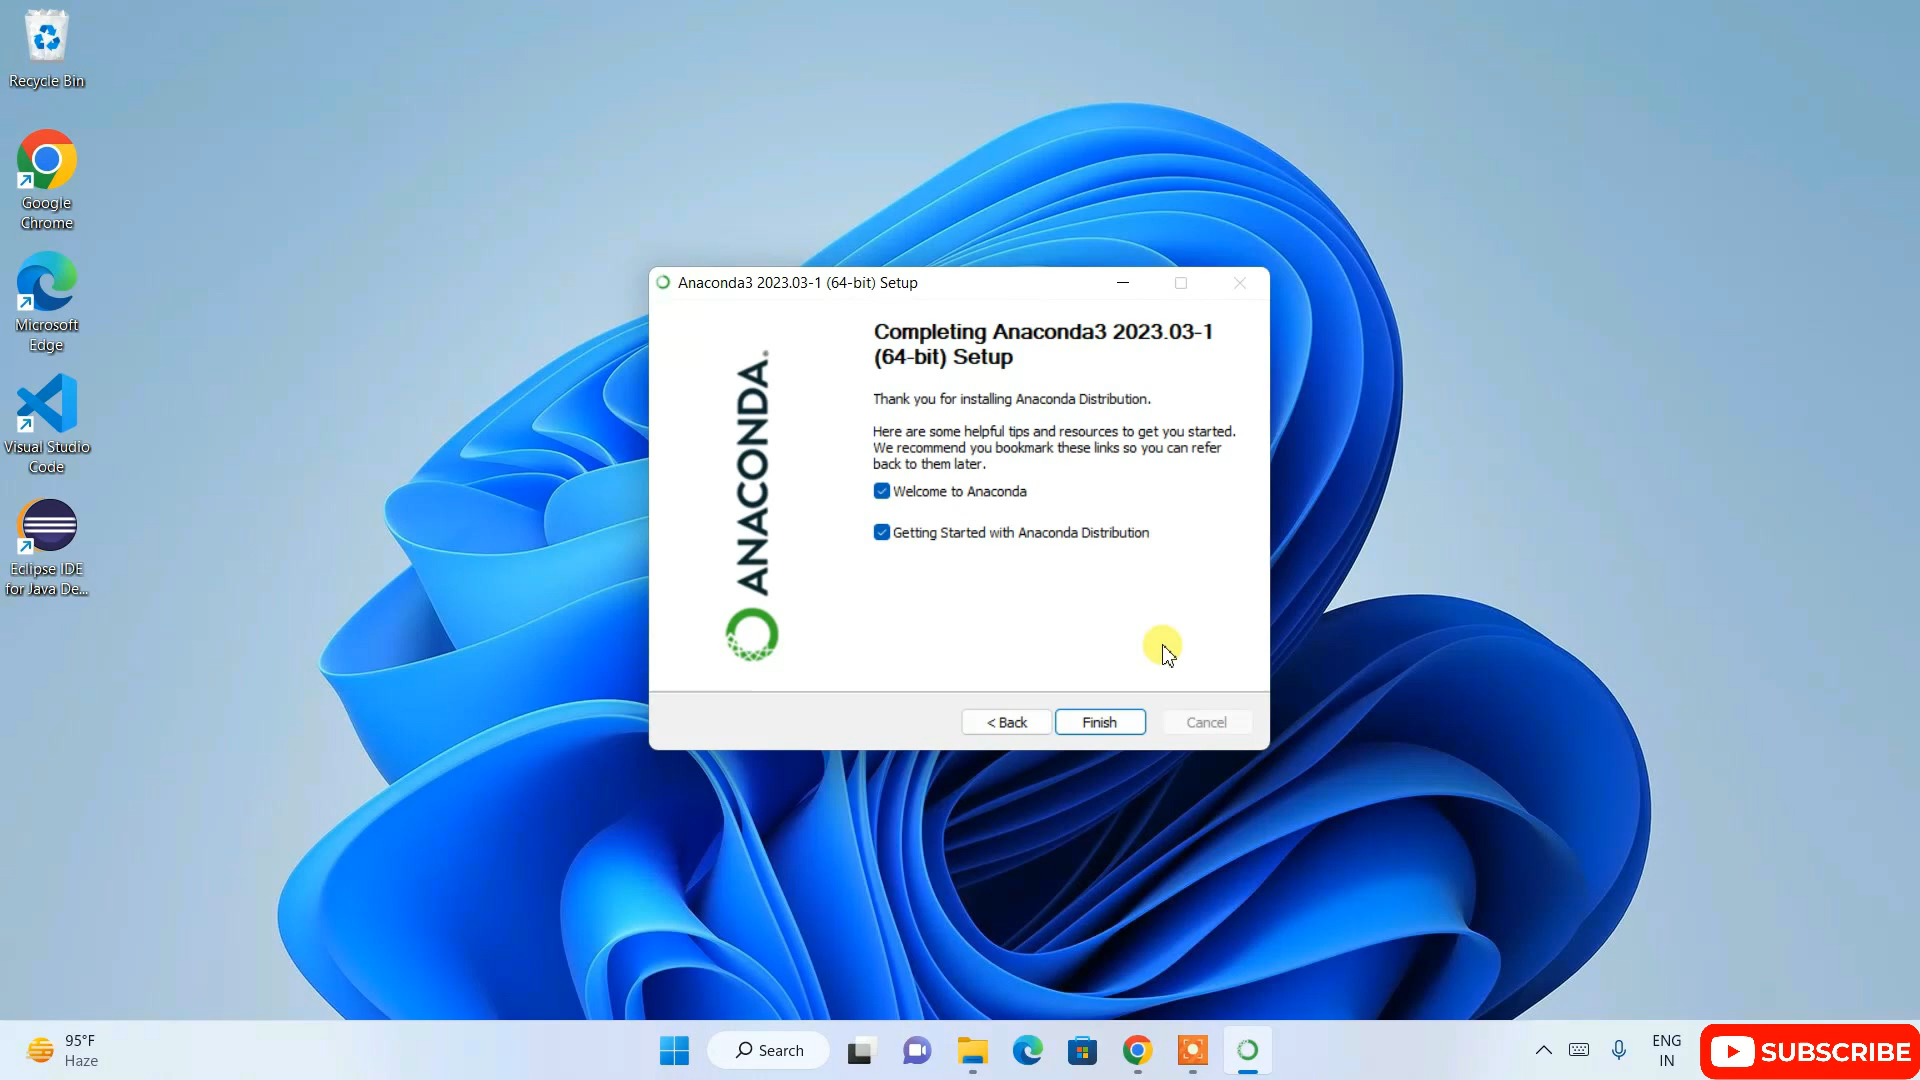 Recycle Bin
Google
Chrome
Microsoft
Edge
Visual Studio
Code
Eclipse IDE
for Java De...
Anaconda3 2023.03-1 (64-bit) Setup
ANACONDA®
Completing Anaconda3 2023.03-1
(64-bit) Setup
Thank you for installing Anaconda Distribution.
Here are some helpful tips and resources to get you started.
We recommend you bookmark these links so you can refer
back to them later.
Welcome to Anaconda
Getting Started with Anaconda Distribution
< Back
Finish
Cancel
95°F
Haze
Search
ENG
IN
SUBSCRIBE